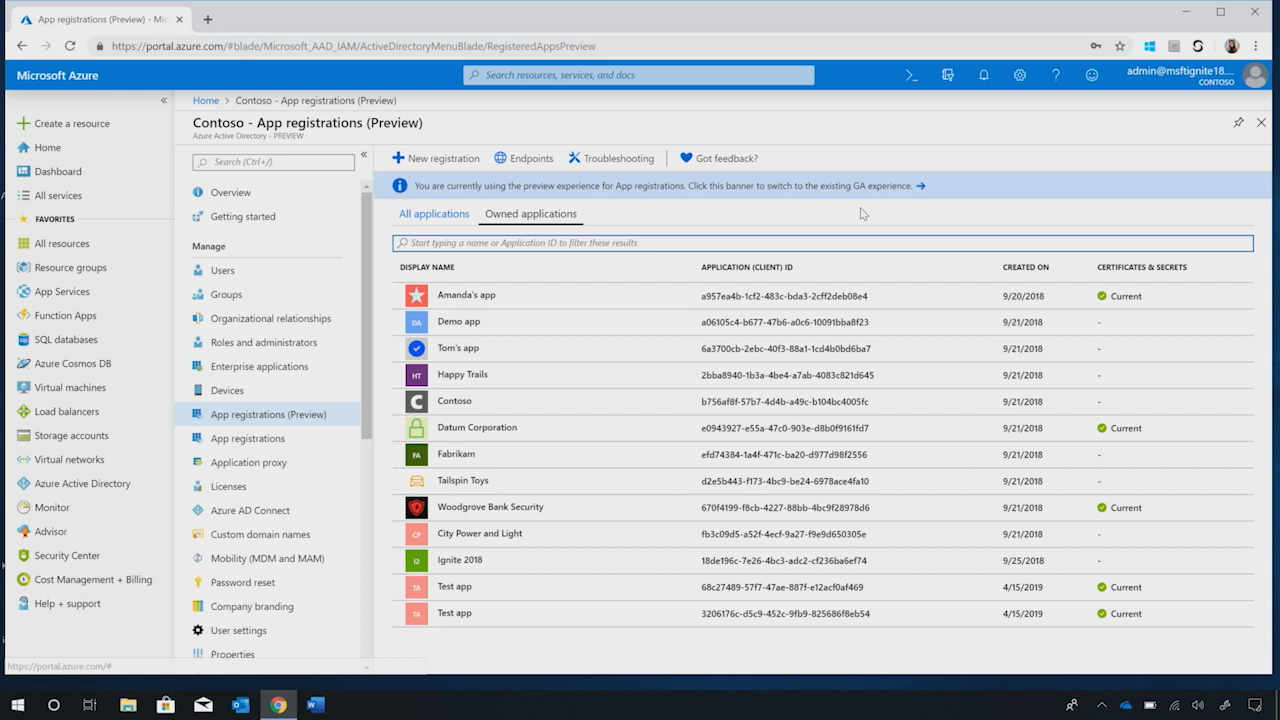 App registrations (Preview) - Mic
https://portal.azure.com/#blade/Microsoft_AAD_IAM/ActiveDirectoryMenuBlade/RegisteredAppsPreview
Microsoft Azure
Search resources, services, and docs
admin@msftignite18....
CONTOSO
Create a resource
Home
Dashboard
All services
FAVORITES
All resources
Resource groups
App Services
Function Apps
SQL databases
Azure Cosmos DB
Virtual machines
Load balancers
Storage accounts
Virtual networks
Azure Active Directory
Monitor
Advisor
Security Center
Cost Management + Billing
Help + support
https://portal.azure.com/#
Home > Contoso - App registrations (Preview)
Contoso - App registrations (Preview)
Azure Active Directory - PREVIEW
Search (Ctrl+/)
Overview
Getting started
Manage
Users
Groups
Organizational relationships
Roles and administrators
Enterprise applications
Devices
App registrations (Preview)
App registrations
Application proxy
Licenses
Azure AD Connect
Custom domain names
Mobility (MDM and MAM)
Password reset
Company branding
User settings
Properties
New registration Endpoints Troubleshooting Got feedback?
You are currently using the preview experience for App registrations. Click this banner to switch to the existing GA experience.
All applications Owned applications
Start typing a name or Application ID to filter these results
DISPLAY NAME APPLICATION (CLIENT) ID CREATED ON CERTIFICATES & SECRETS
Amanda's app a957ea4b-1cf2-483c-bda3-2cff2deb08e4 9/20/2018 Current
DA Demo app a06105c4-b677-47b6-a0c6-10091bba8f23 9/21/2018 -
Tom's app 6a3700cb-2ebc-40f3-88a1-1cd4b0bd6ba7 9/21/2018 -
HT Happy Trails 2bba8940-1b3a-4be4-a7ab-4083c821d645 9/21/2018 -
C Contoso b756af8f-57b7-4d4b-a49c-b104bc4005fc 9/21/2018 -
Datum Corporation e0943927-e55a-47c0-903e-d8b0f9161fd7 9/21/2018 Current
FA Fabrikam efd74384-1a4f-471c-ba20-d977d98f2556 9/21/2018 -
Tailspin Toys d2e5b443-f173-4bc9-be24-6978ace4fa10 9/21/2018 -
Woodgrove Bank Security 670f4199-f8cb-4227-88bb-4bc9f28978d6 9/21/2018 Current
CP City Power and Light fb3c09d5-a52f-4ecf-9a27-f9e9d650305e 9/21/2018 -
I2 Ignite 2018 18de196c-7e26-4bc3-adc2-cf236ba6ef74 9/25/2018 -
TA Test app 68c27489-57f7-47ae-887f-e12acf0af469 4/15/2019 Current
TA Test app 3206176c-d5c9-452c-9fb9-825686f8eb54 4/15/2019 Current